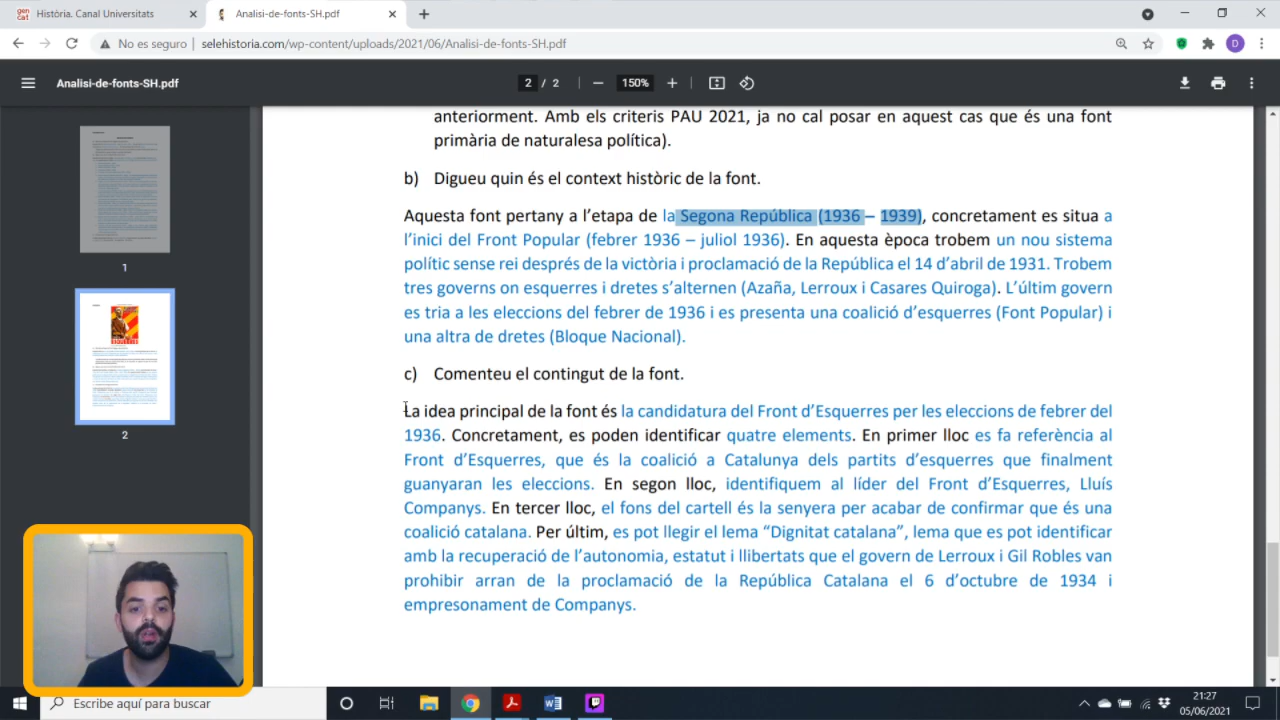 História. Canal Universitats
Analisi-de-fonts-SH.pdf
No es seguro
selehistoria.com/wp-content/uploads/2021/06/Analisi-de-fonts-SH.pdf
D
Analisi-de-fonts-SH.pdf
2 / 2
150%
anteriorment. Amb els criteris PAU 2021, ja no cal posar en aquest cas que és una font
primària de naturalesa política).
b) Digueu quin és el context històric de la font.
Aquesta font pertany a l’etapa de la Segona República (1936 – 1939), concretament es situa a
l’inici del Front Popular (febrer 1936 – juliol 1936). En aquesta època trobem un nou sistema
polític sense rei després de la victòria i proclamació de la República el 14 d’abril de 1931. Trobem
tres governs on esquerres i dretes s’alternen (Azaña, Lerroux i Casares Quiroga). L’últim govern
es tria a les eleccions del febrer de 1936 i es presenta una coalició d’esquerres (Font Popular) i
una altra de dretes (Bloque Nacional).
c) Comenteu el contingut de la font.
La idea principal de la font és la candidatura del Front d’Esquerres per les eleccions de febrer del
1936. Concretament, es poden identificar quatre elements. En primer lloc es fa referència al
Front d’Esquerres, que és la coalició a Catalunya dels partits d’esquerres que finalment
guanyaran les eleccions. En segon lloc, identifiquem al líder del Front d’Esquerres, Lluís
Companys. En tercer lloc, el fons del cartell és la senyera per acabar de confirmar que és una
coalició catalana. Per últim, es pot llegir el lema “Dignitat catalana”, lema que es pot identificar
amb la recuperació de l’autonomia, estatut i llibertats que el govern de Lerroux i Gil Robles van
prohibir arran de la proclamació de la República Catalana el 6 d’octubre de 1934 i
empresonament de Companys.
1
2
Escribe aquí para buscar
21:27
05/06/2021